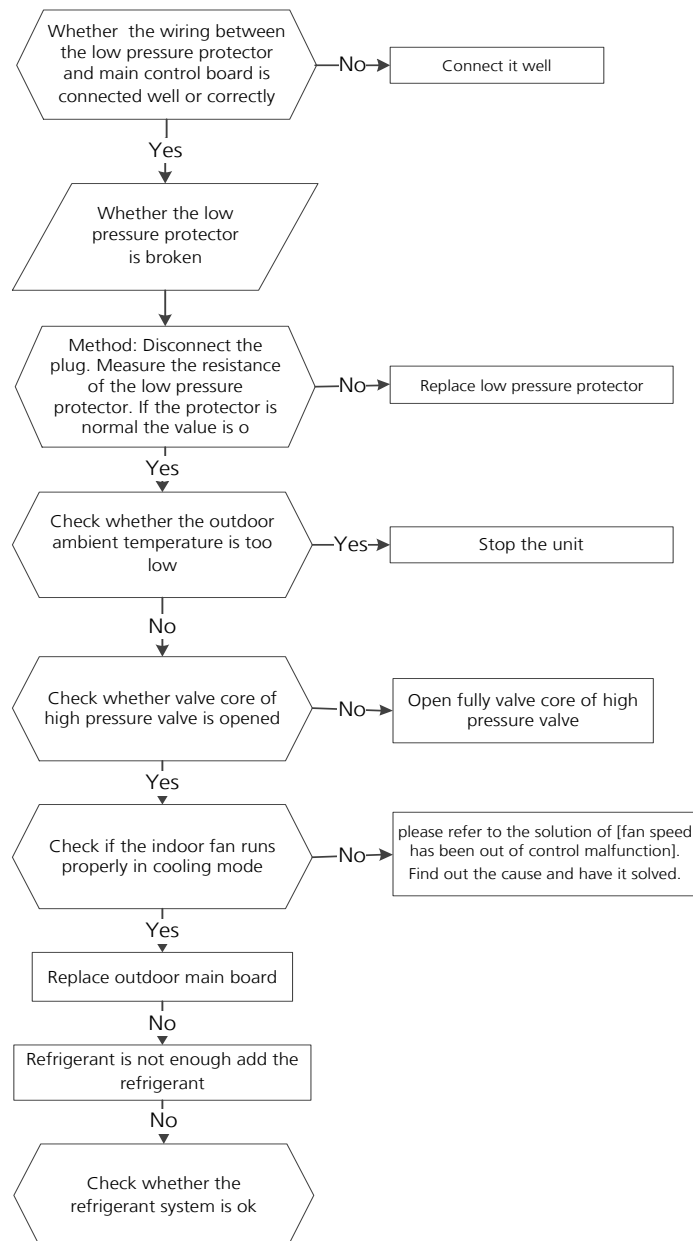 Whether the wiring between
the low pressure protector
and main control board is
connected well or correctly
No
Connect it well
Yes
Whether the low
pressure protector
is broken
Method: Disconnect the
plug. Measure the resistance
of the low pressure
protector. If the protector is
normal the value is o
No
Replace low pressure protector
Yes
Check whether the outdoor
ambient temperature is too
low
Yes
Stop the unit
No
Check whether valve core of
high pressure valve is opened
No
Open fully valve core of high
pressure valve
Yes
Check if the indoor fan runs
properly in cooling mode
No
please refer to the solution of [fan speed
has been out of control malfunction].
Find out the cause and have it solved.
Yes
Replace outdoor main board
No
Refrigerant is not enough add the
refrigerant
No
Check whether the
refrigerant system is ok